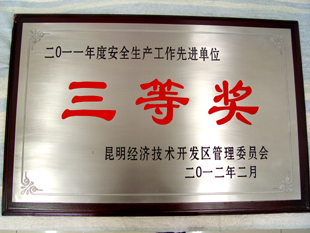 二〇一一年度安全生产工作先进单位
三等奖
昆明经济技术开发区管理委员会
二〇一二年二月